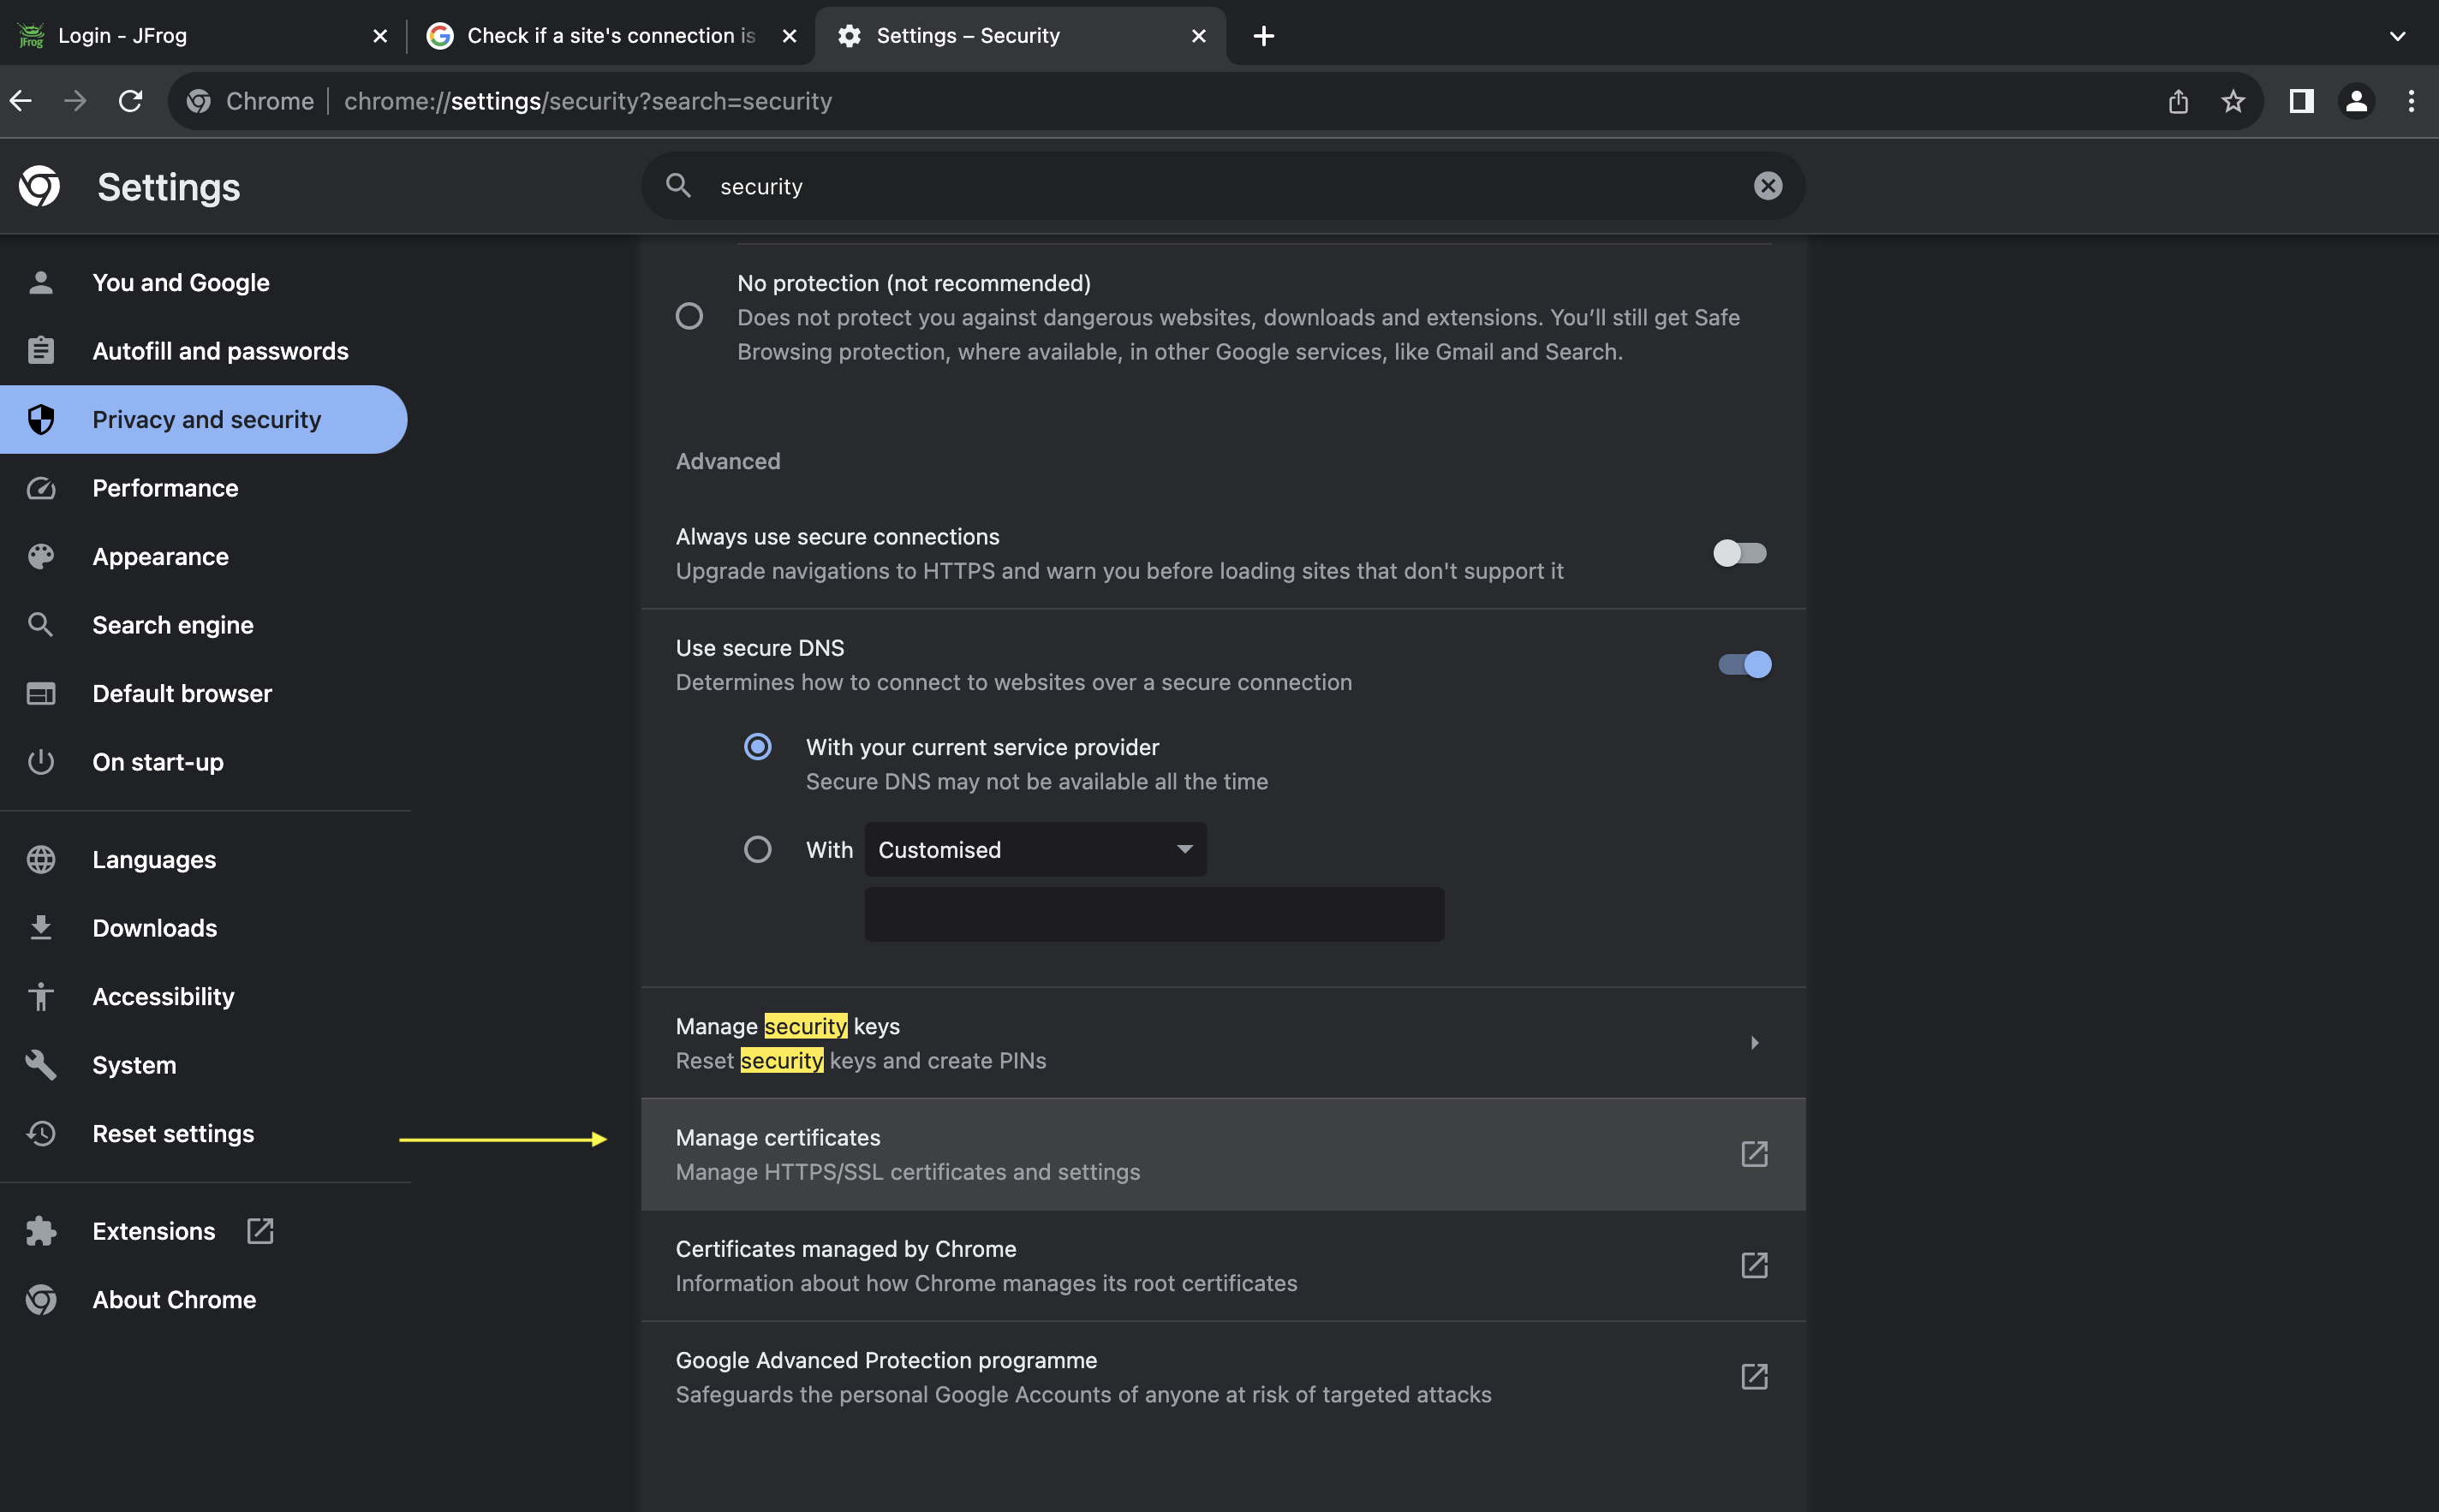 JFrog
Login - JFrog
Check if a site's connection is
Settings – Security
Chrome
chrome://settings/security?search=security
Settings
security
You and Google
Autofill and passwords
Privacy and security
Performance
Appearance
Search engine
Default browser
On start-up
Languages
Downloads
Accessibility
System
Reset settings
Extensions
About Chrome
No protection (not recommended)
Does not protect you against dangerous websites, downloads and extensions. You’ll still get Safe
Browsing protection, where available, in other Google services, like Gmail and Search.
Advanced
Always use secure connections
Upgrade navigations to HTTPS and warn you before loading sites that don't support it
Use secure DNS
Determines how to connect to websites over a secure connection
With your current service provider
Secure DNS may not be available all the time
With Customised
Manage security keys
Reset security keys and create PINs
Manage certificates
Manage HTTPS/SSL certificates and settings
Certificates managed by Chrome
Information about how Chrome manages its root certificates
Google Advanced Protection programme
Safeguards the personal Google Accounts of anyone at risk of targeted attacks